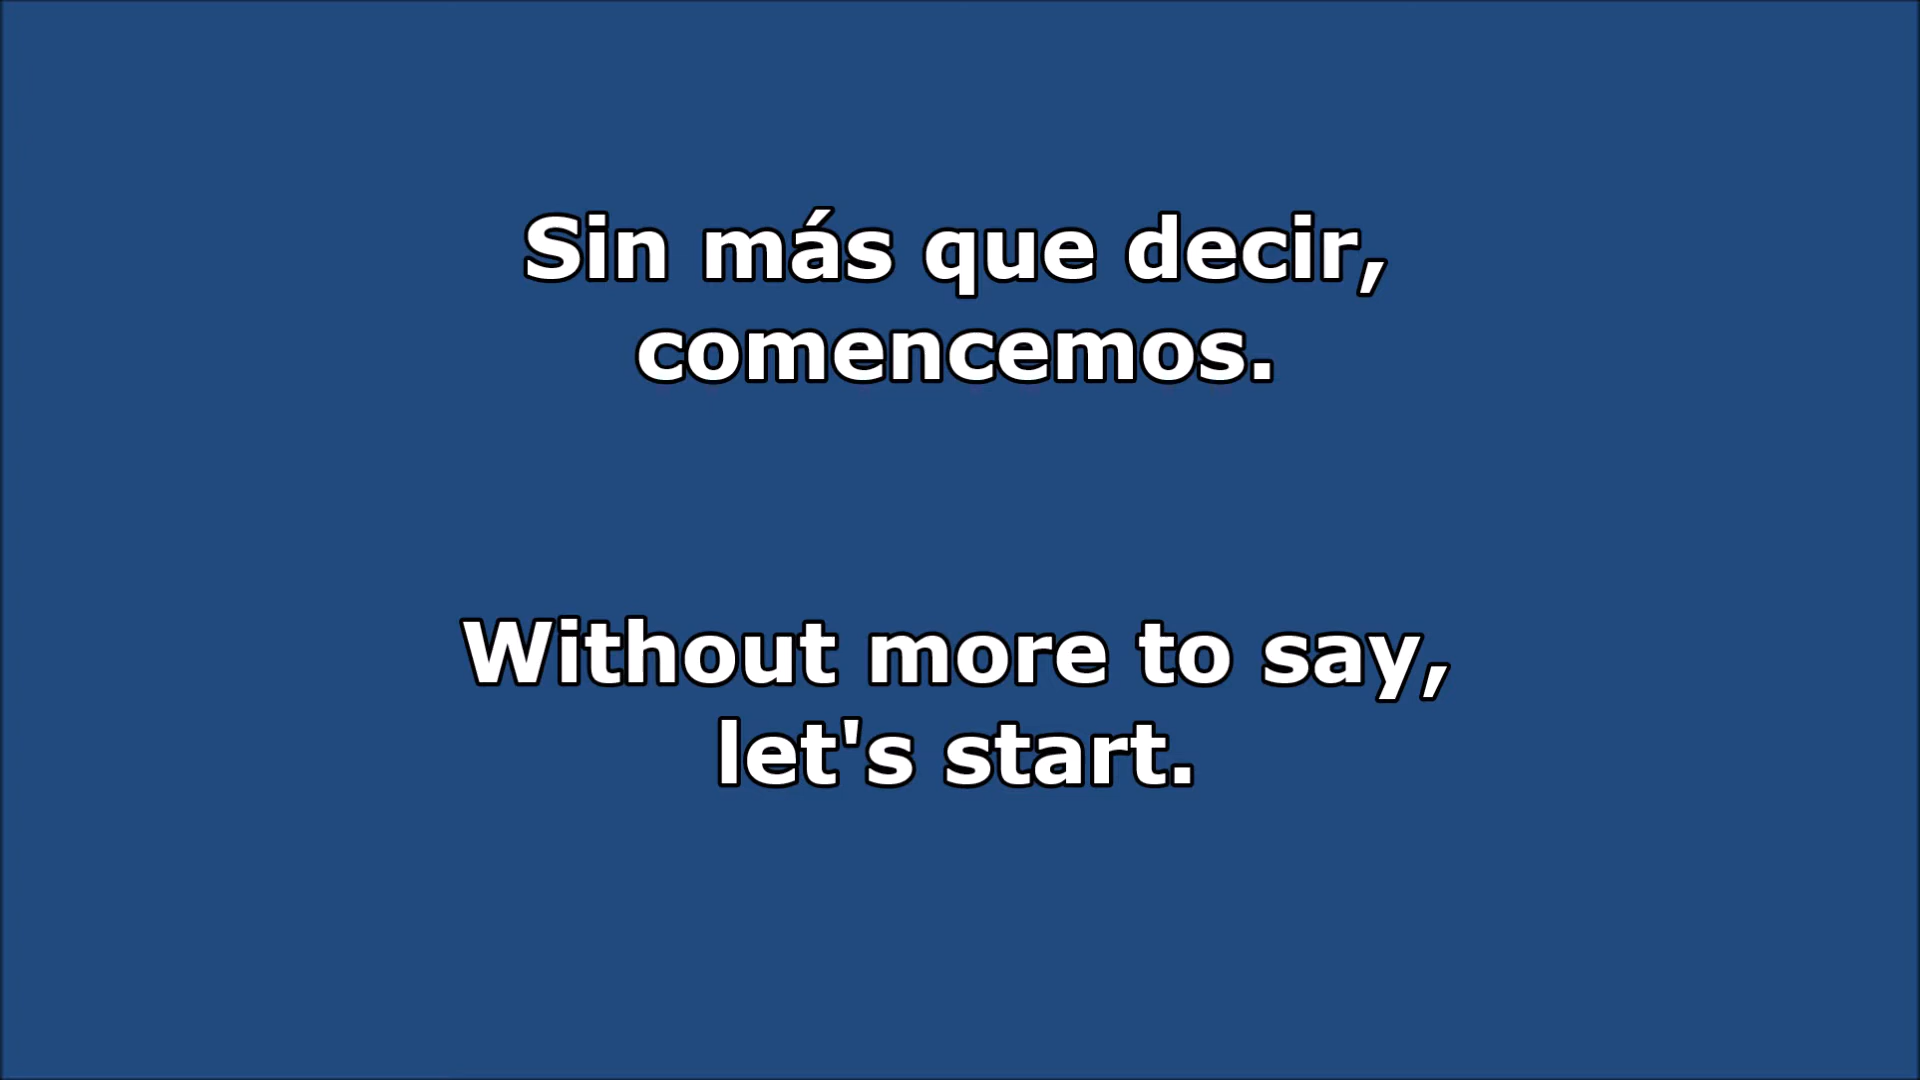 Sin más que decir,
comencemos.
Without more to say,
let's start.